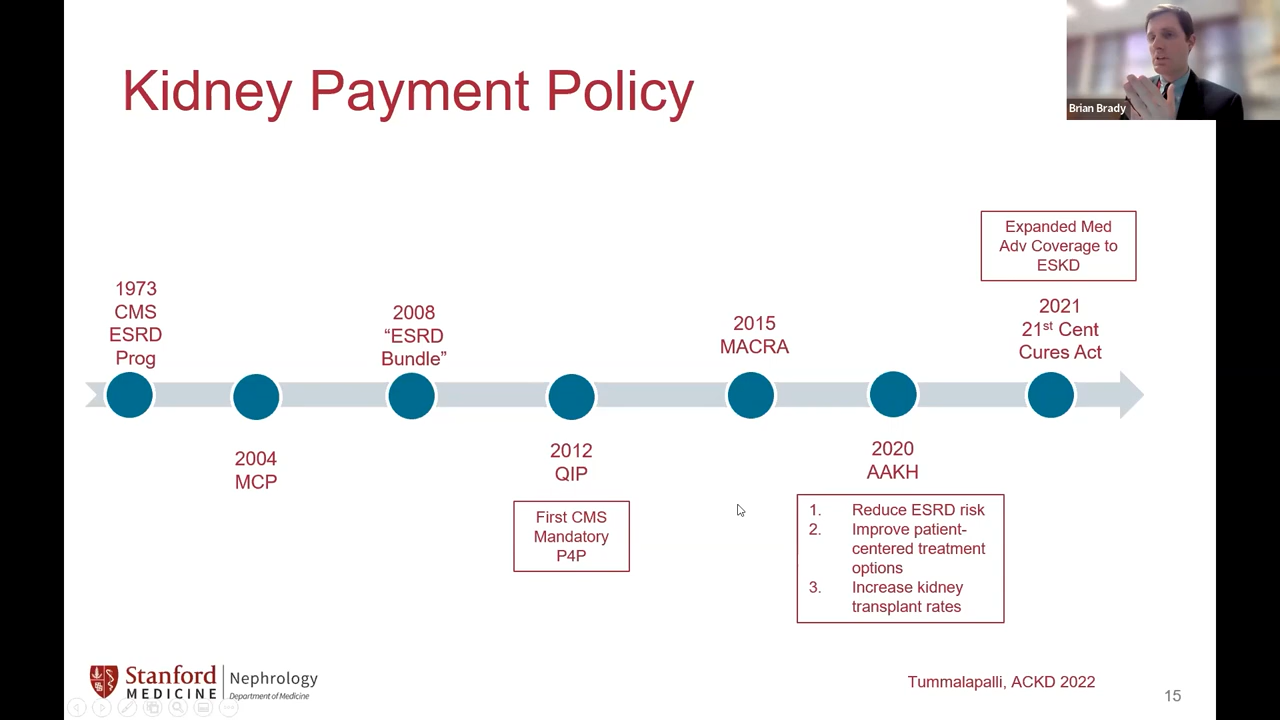 Kidney Payment Policy
Brian Brady
Expanded Med
Adv Coverage to
ESKD
1973
CMS
ESRD
Prog
2004
MCP
2008
“ESRD
Bundle”
2012
QIP
First CMS
Mandatory
P4P
2015
MACRA
2020
AAKH
1. Reduce ESRD risk
2. Improve patient-
centered treatment
options
3. Increase kidney
transplant rates
2021
21st Cent
Cures Act
Stanford
MEDICINE
Nephrology
Department of Medicine
Tummalapalli, ACKD 2022
15